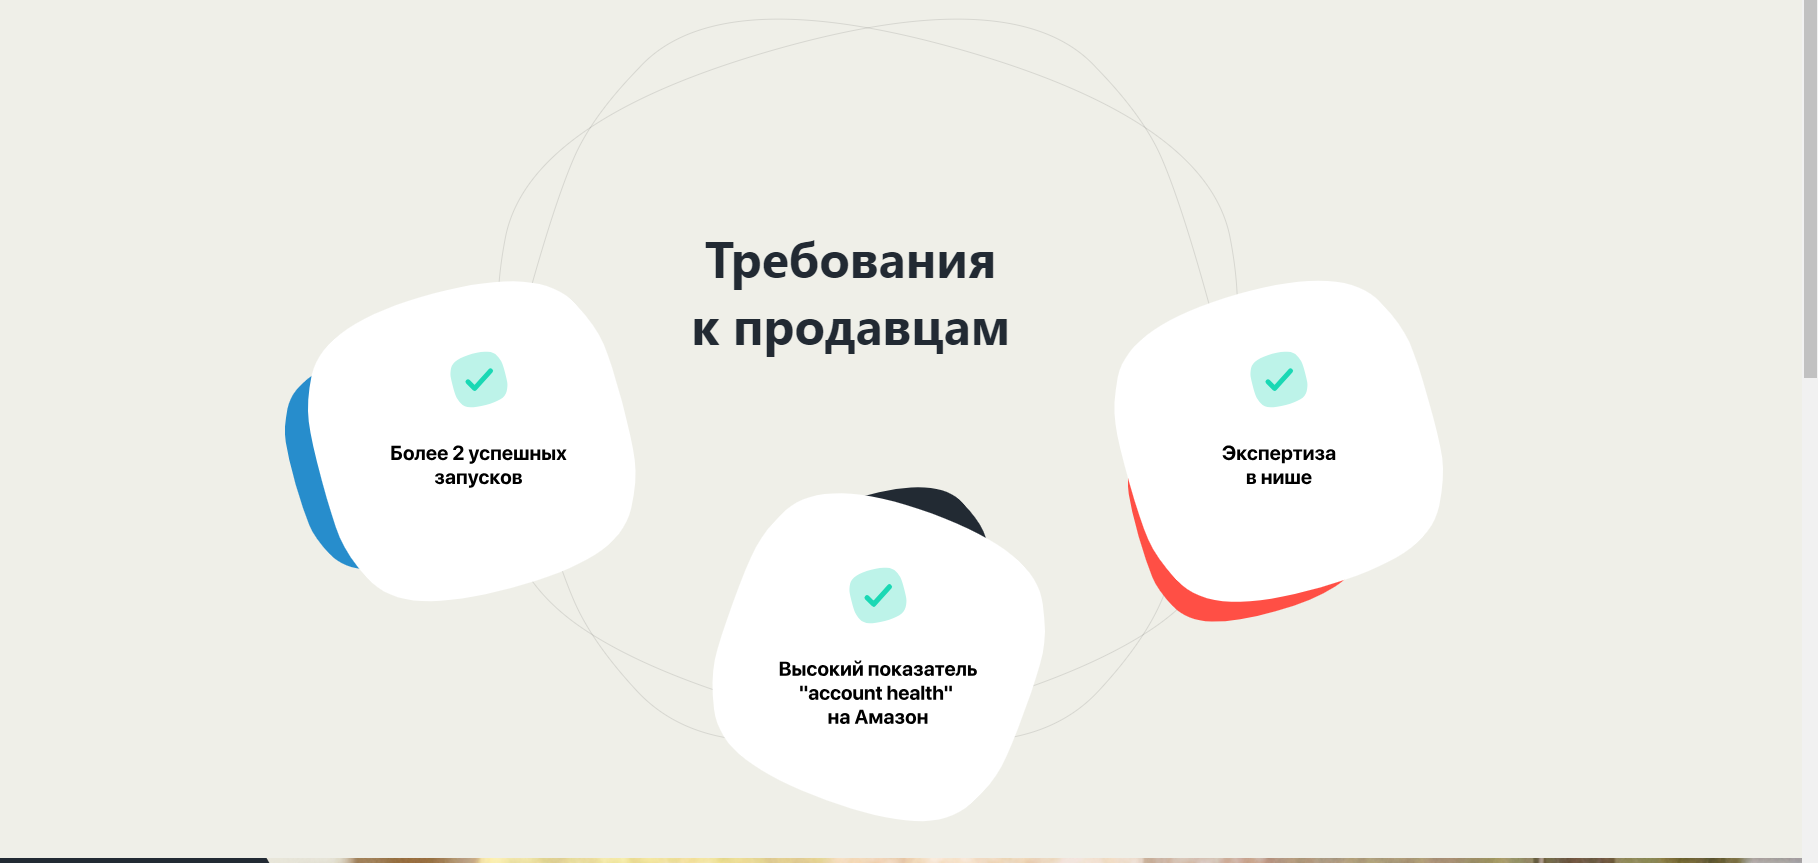 Требования
к продавцам
Более 2 успешных
запусков
Высокий показатель
"account health"
на Амазон
Экспертиза
в нише